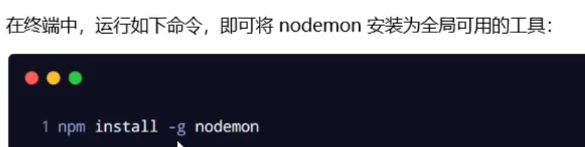 在终端中，运行如下命令，即可将 nodemon 安装为全局可用的工具：
1 npm install -g nodemon